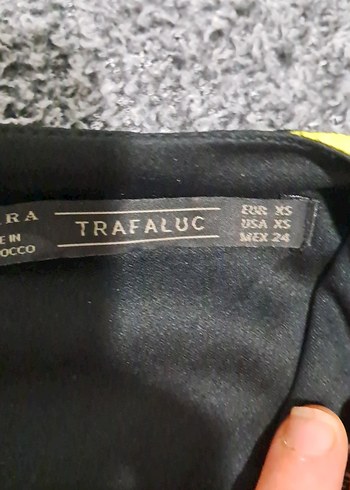 RA
E IN
OCCO
TRAFALUC
EUR XS
USA XS
MEX 24